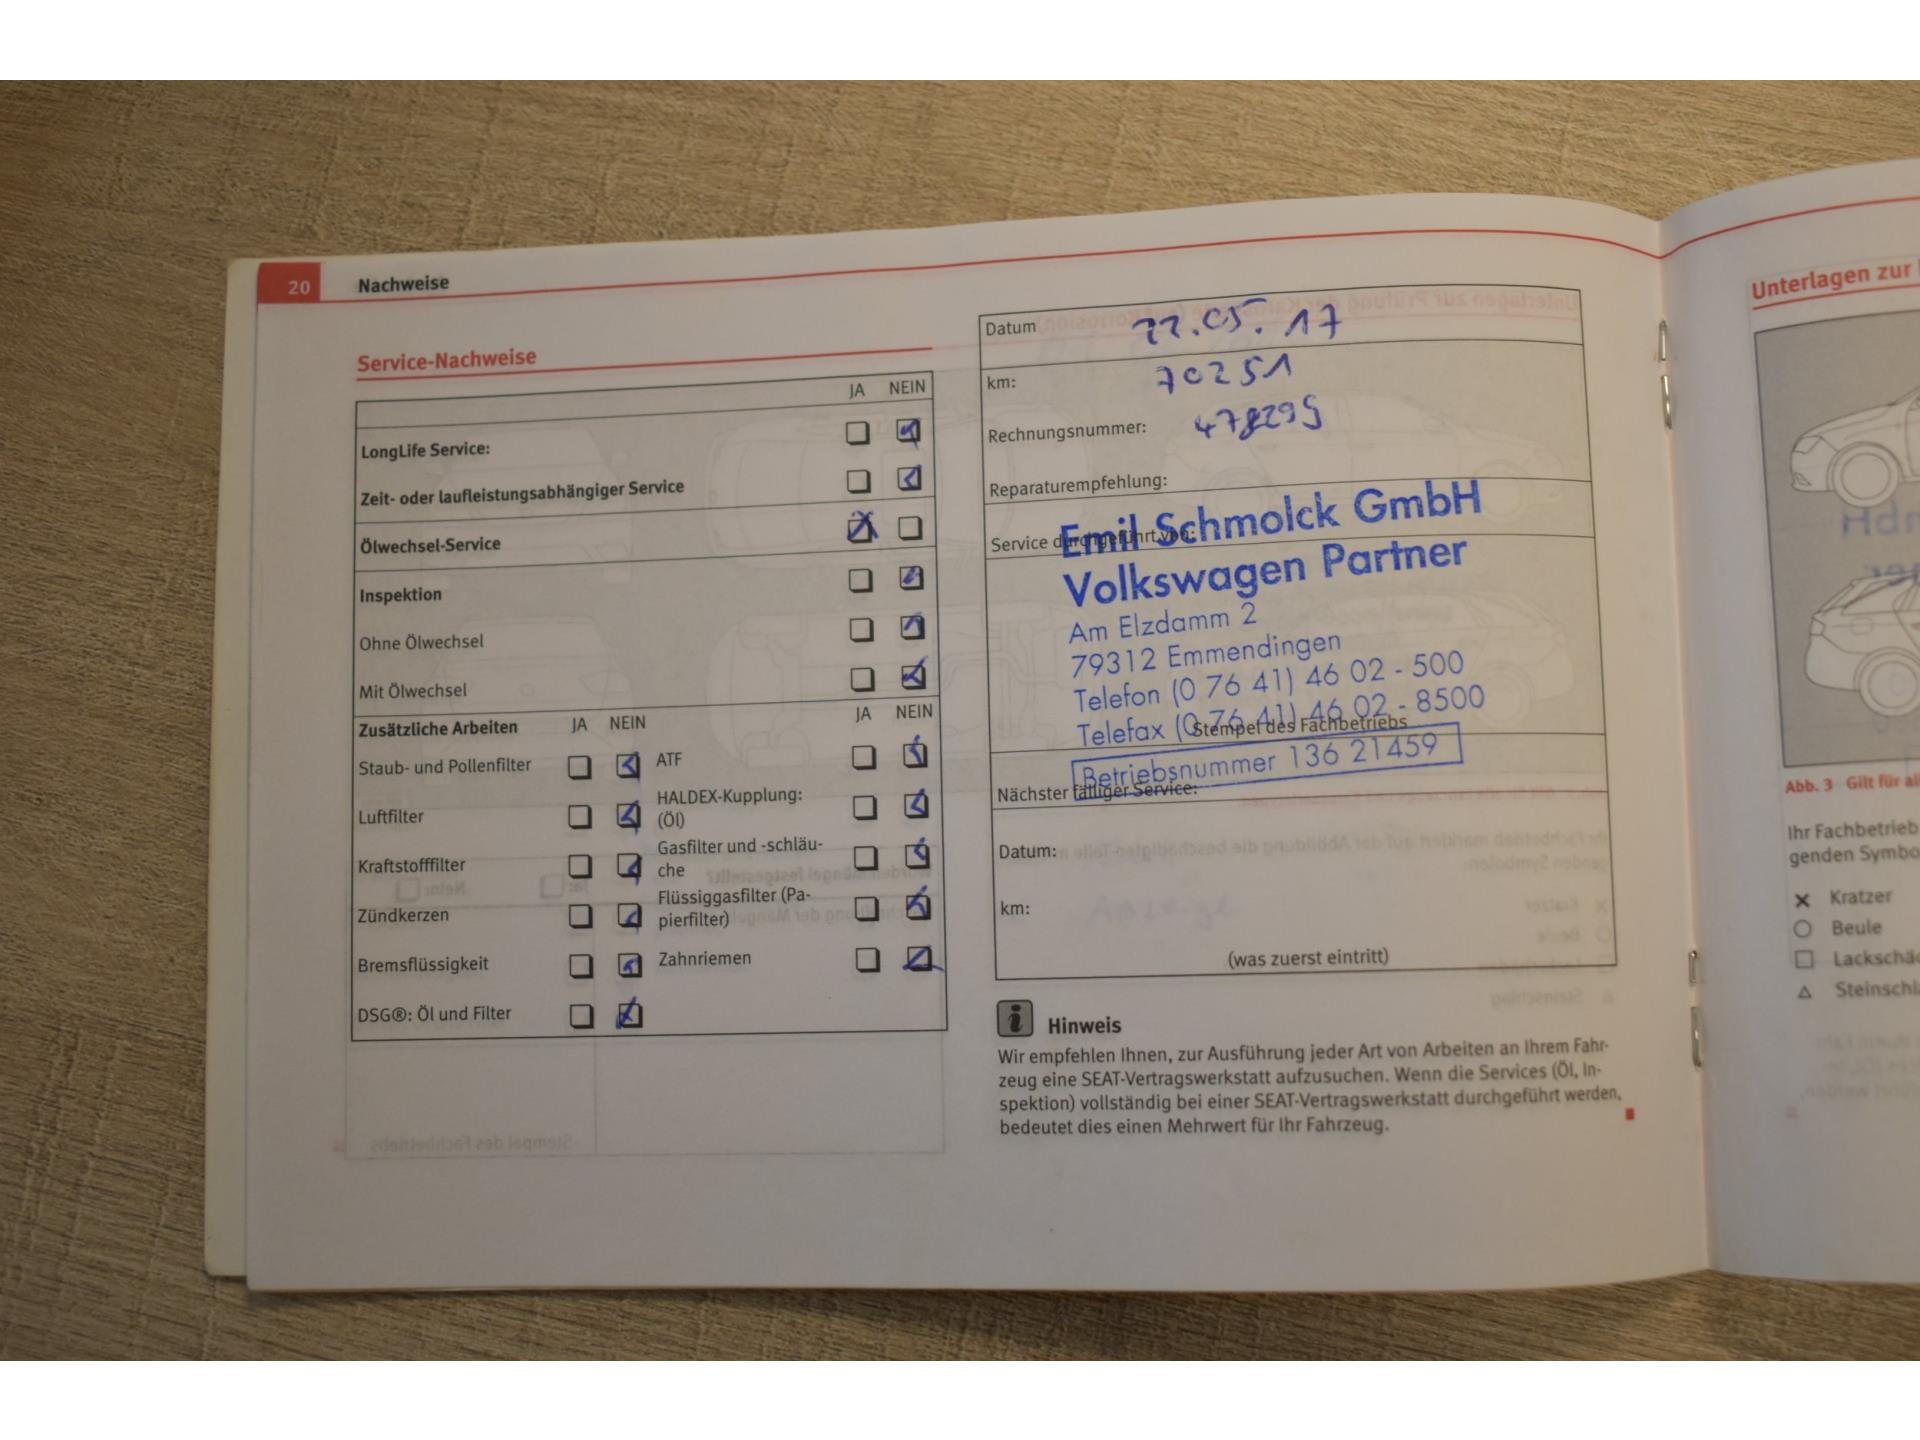 20 Nachweise
Service-Nachweise
JA NEIN
LongLife Service:
Zeit- oder laufleistungsabhängiger Service
Ölwechsel-Service
Inspektion
Ohne Ölwechsel
Mit Ölwechsel
Zusätzliche Arbeiten JA NEIN JA NEIN
Staub- und Pollenfilter ATF
Luftfilter HALDEX-Kupplung:
(Öl)
Kraftstofffilter Gasfilter und -schläu-
che
Zündkerzen Flüssiggasfilter (Pa-
pierfilter)
Bremsflüssigkeit Zahnriemen
DSG®: Öl und Filter
Datum 22.05.17
km: 70251
Rechnungsnummer: 478295
Reparaturempfehlung:
Service durchgeführt von:
Emil Schmolck GmbH
Volkswagen Partner
Am Elzdamm 2
79312 Emmendingen
Telefon (0 76 41) 46 02 - 500
Telefax (0 76 41) 46 02 - 8500
Stempel des Fachbetriebs
Betriebsnummer 136 21459
Nächster fälliger Service:
Datum:
km:
(was zuerst eintritt)
i Hinweis
Wir empfehlen Ihnen, zur Ausführung jeder Art von Arbeiten an Ihrem Fahr-
zeug eine SEAT-Vertragswerkstatt aufzusuchen. Wenn die Services (Öl, In-
spektion) vollständig bei einer SEAT-Vertragswerkstatt durchgeführt werden,
bedeutet dies einen Mehrwert für Ihr Fahrzeug.
Unterlagen zur
Abb. 3 Gilt für
Ihr Fachbetrieb
genden
Kratzer
Beule